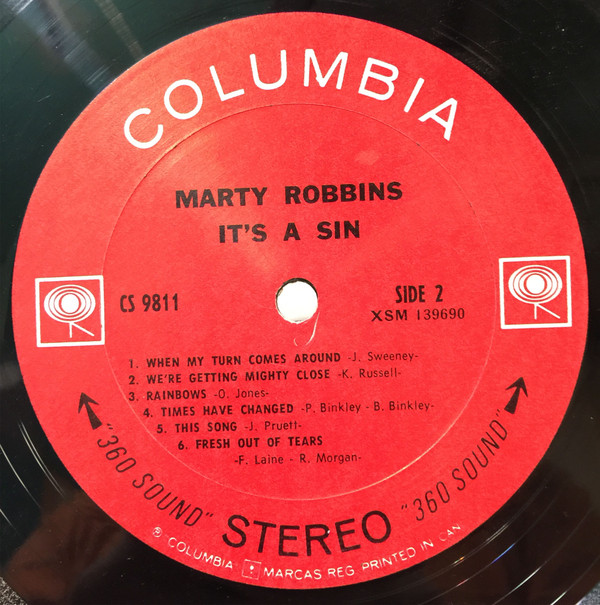 COLUMBIA
MARTY ROBBINS
IT'S A SIN
CS 9811
SIDE 2
XSM 139690
1. WHEN MY TURN COMES AROUND -J. Sweeney-
2. WE'RE GETTING MIGHTY CLOSE -K. Russell-
3. RAINBOWS -O. Jones-
4. TIMES HAVE CHANGED -P. Binkley - B. Binkley-
5. THIS SONG -J. Pruett-
6. FRESH OUT OF TEARS
-F. Laine - R. Morgan-
"360 SOUND" STEREO "360 SOUND"
℗ "COLUMBIA" MARCAS REG. PRINTED IN CAN